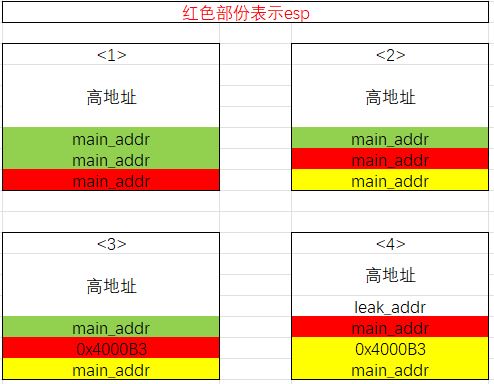 红色部份表示esp
<1>
高地址
main_addr
main_addr
main_addr
<2>
高地址
main_addr
main_addr
main_addr
<3>
高地址
main_addr
0x4000B3
main_addr
<4>
高地址
leak_addr
main_addr
0x4000B3
main_addr